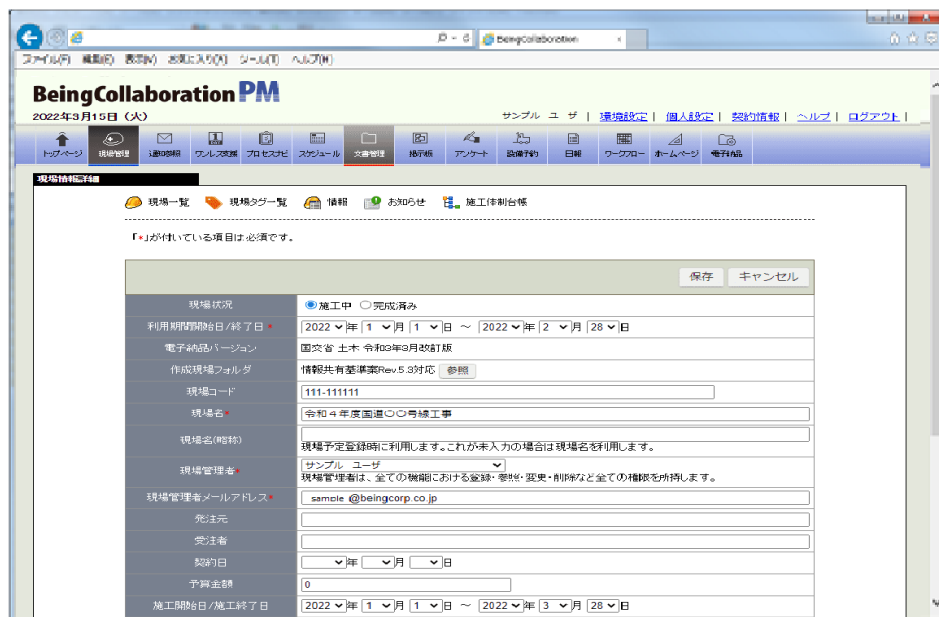 BeingCollaboration
ファイル(F) 編集(E) 表示(V) お気に入り(A) ツール(T) ヘルプ(H)
BeingCollaboration PM
2022年3月15日 (火)
サンプル ユーザ | 環境設定 | 個人設定 | 契約情報 | ヘルプ | ログアウト |
トップページ 現場管理 ワンレス支援 プロセスナビ スケジュール 文書管理 掲示板 アンケート 設備予約 日報 ワークフロー ホームページ 電子納品
現場情報詳細
現場一覧 現場タグ一覧 情報 お知らせ 施工体制台帳
「*」が付いている項目は必須です。
保存 キャンセル
現場状況 施工中 完成済み
利用期間開始日/終了日* 2022年 1月 1日 ～ 2022年 2月 28日
電子納品バージョン 国交省 土木 令和3年3月改訂版
作成現場フォルダ 情報共有基準案Rev.5.3対応 参照
現場コード 111-111111
現場名* 令和４年度国道〇〇号線工事
現場名(略称)
現場予定登録時に利用します。これが未入力の場合は現場名を利用します。
現場管理者* サンプル ユーザ
現場管理者は、全ての機能における登録・参照・変更・削除など全ての権限を所持します。
現場管理者メールアドレス* sample @beingcorp.co.jp
発注元
受注者
契約日 年 月 日
予算金額 0
施工開始日/施工終了日 2022年 1月 1日 ～ 2022年 3月 28日